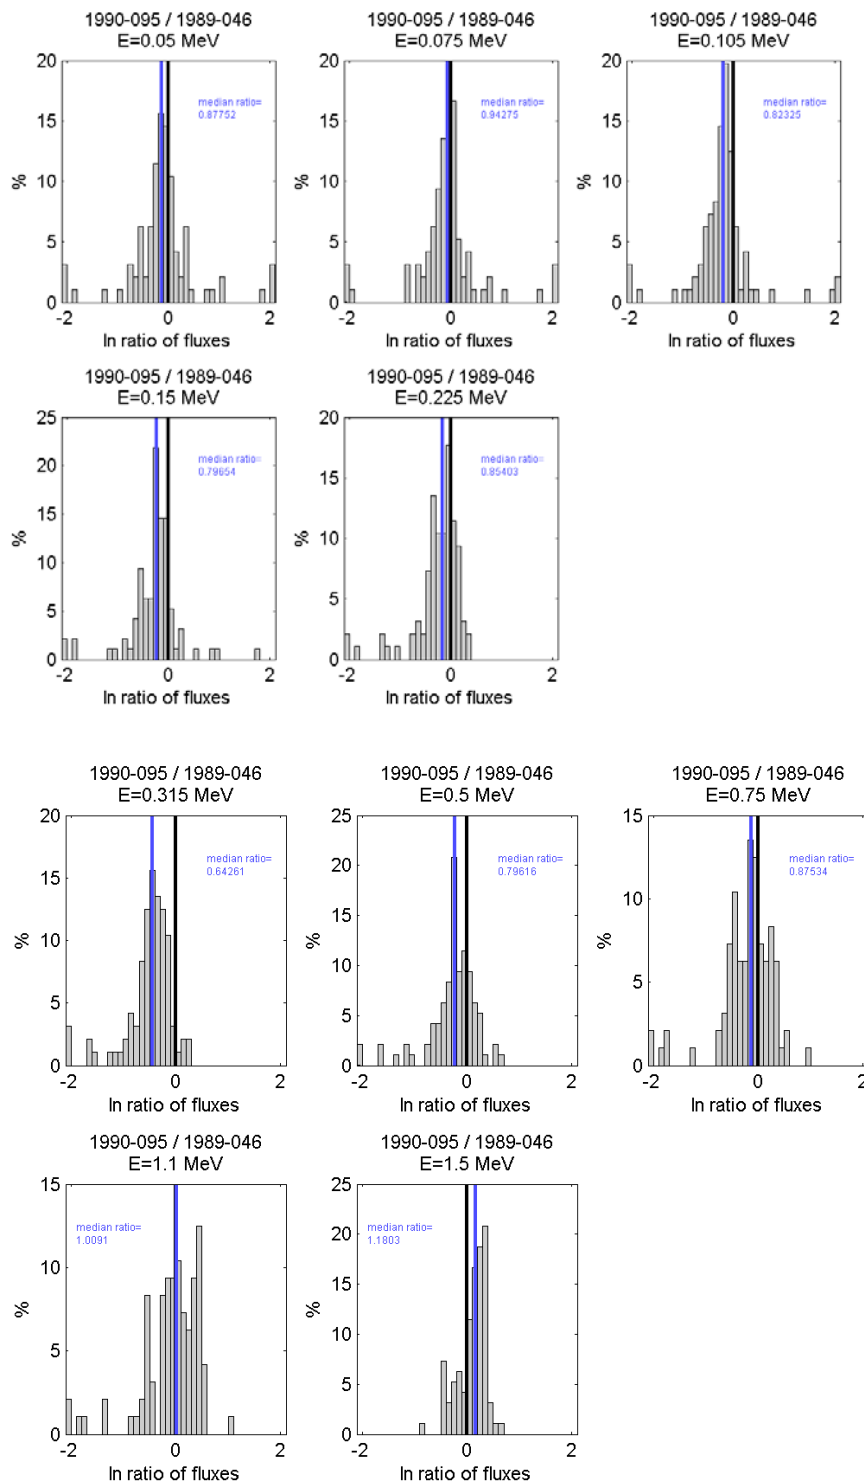 1990-095 / 1989-046
E=0.05 MeV
20
15
10
5
0
%
median ratio=
0.87752
-2 0 2
ln ratio of fluxes
1990-095 / 1989-046
E=0.075 MeV
20
15
10
5
0
%
median ratio=
0.94275
-2 0 2
ln ratio of fluxes
1990-095 / 1989-046
E=0.105 MeV
20
15
10
5
0
%
median ratio=
0.82325
-2 0 2
ln ratio of fluxes
1990-095 / 1989-046
E=0.15 MeV
25
20
15
10
5
0
%
median ratio=
0.79654
-2 0 2
ln ratio of fluxes
1990-095 / 1989-046
E=0.225 MeV
20
15
10
5
0
%
median ratio=
0.85403
-2 0 2
ln ratio of fluxes
1990-095 / 1989-046
E=0.315 MeV
20
15
10
5
0
%
median ratio=
0.64261
-2 0 2
ln ratio of fluxes
1990-095 / 1989-046
E=0.5 MeV
25
20
15
10
5
0
%
median ratio=
0.79616
-2 0 2
ln ratio of fluxes
1990-095 / 1989-046
E=0.75 MeV
15
10
5
0
%
median ratio=
0.87534
-2 0 2
ln ratio of fluxes
1990-095 / 1989-046
E=1.1 MeV
15
10
5
0
%
median ratio=
1.0091
-2 0 2
ln ratio of fluxes
1990-095 / 1989-046
E=1.5 MeV
25
20
15
10
5
0
%
median ratio=
1.1803
-2 0 2
ln ratio of fluxes